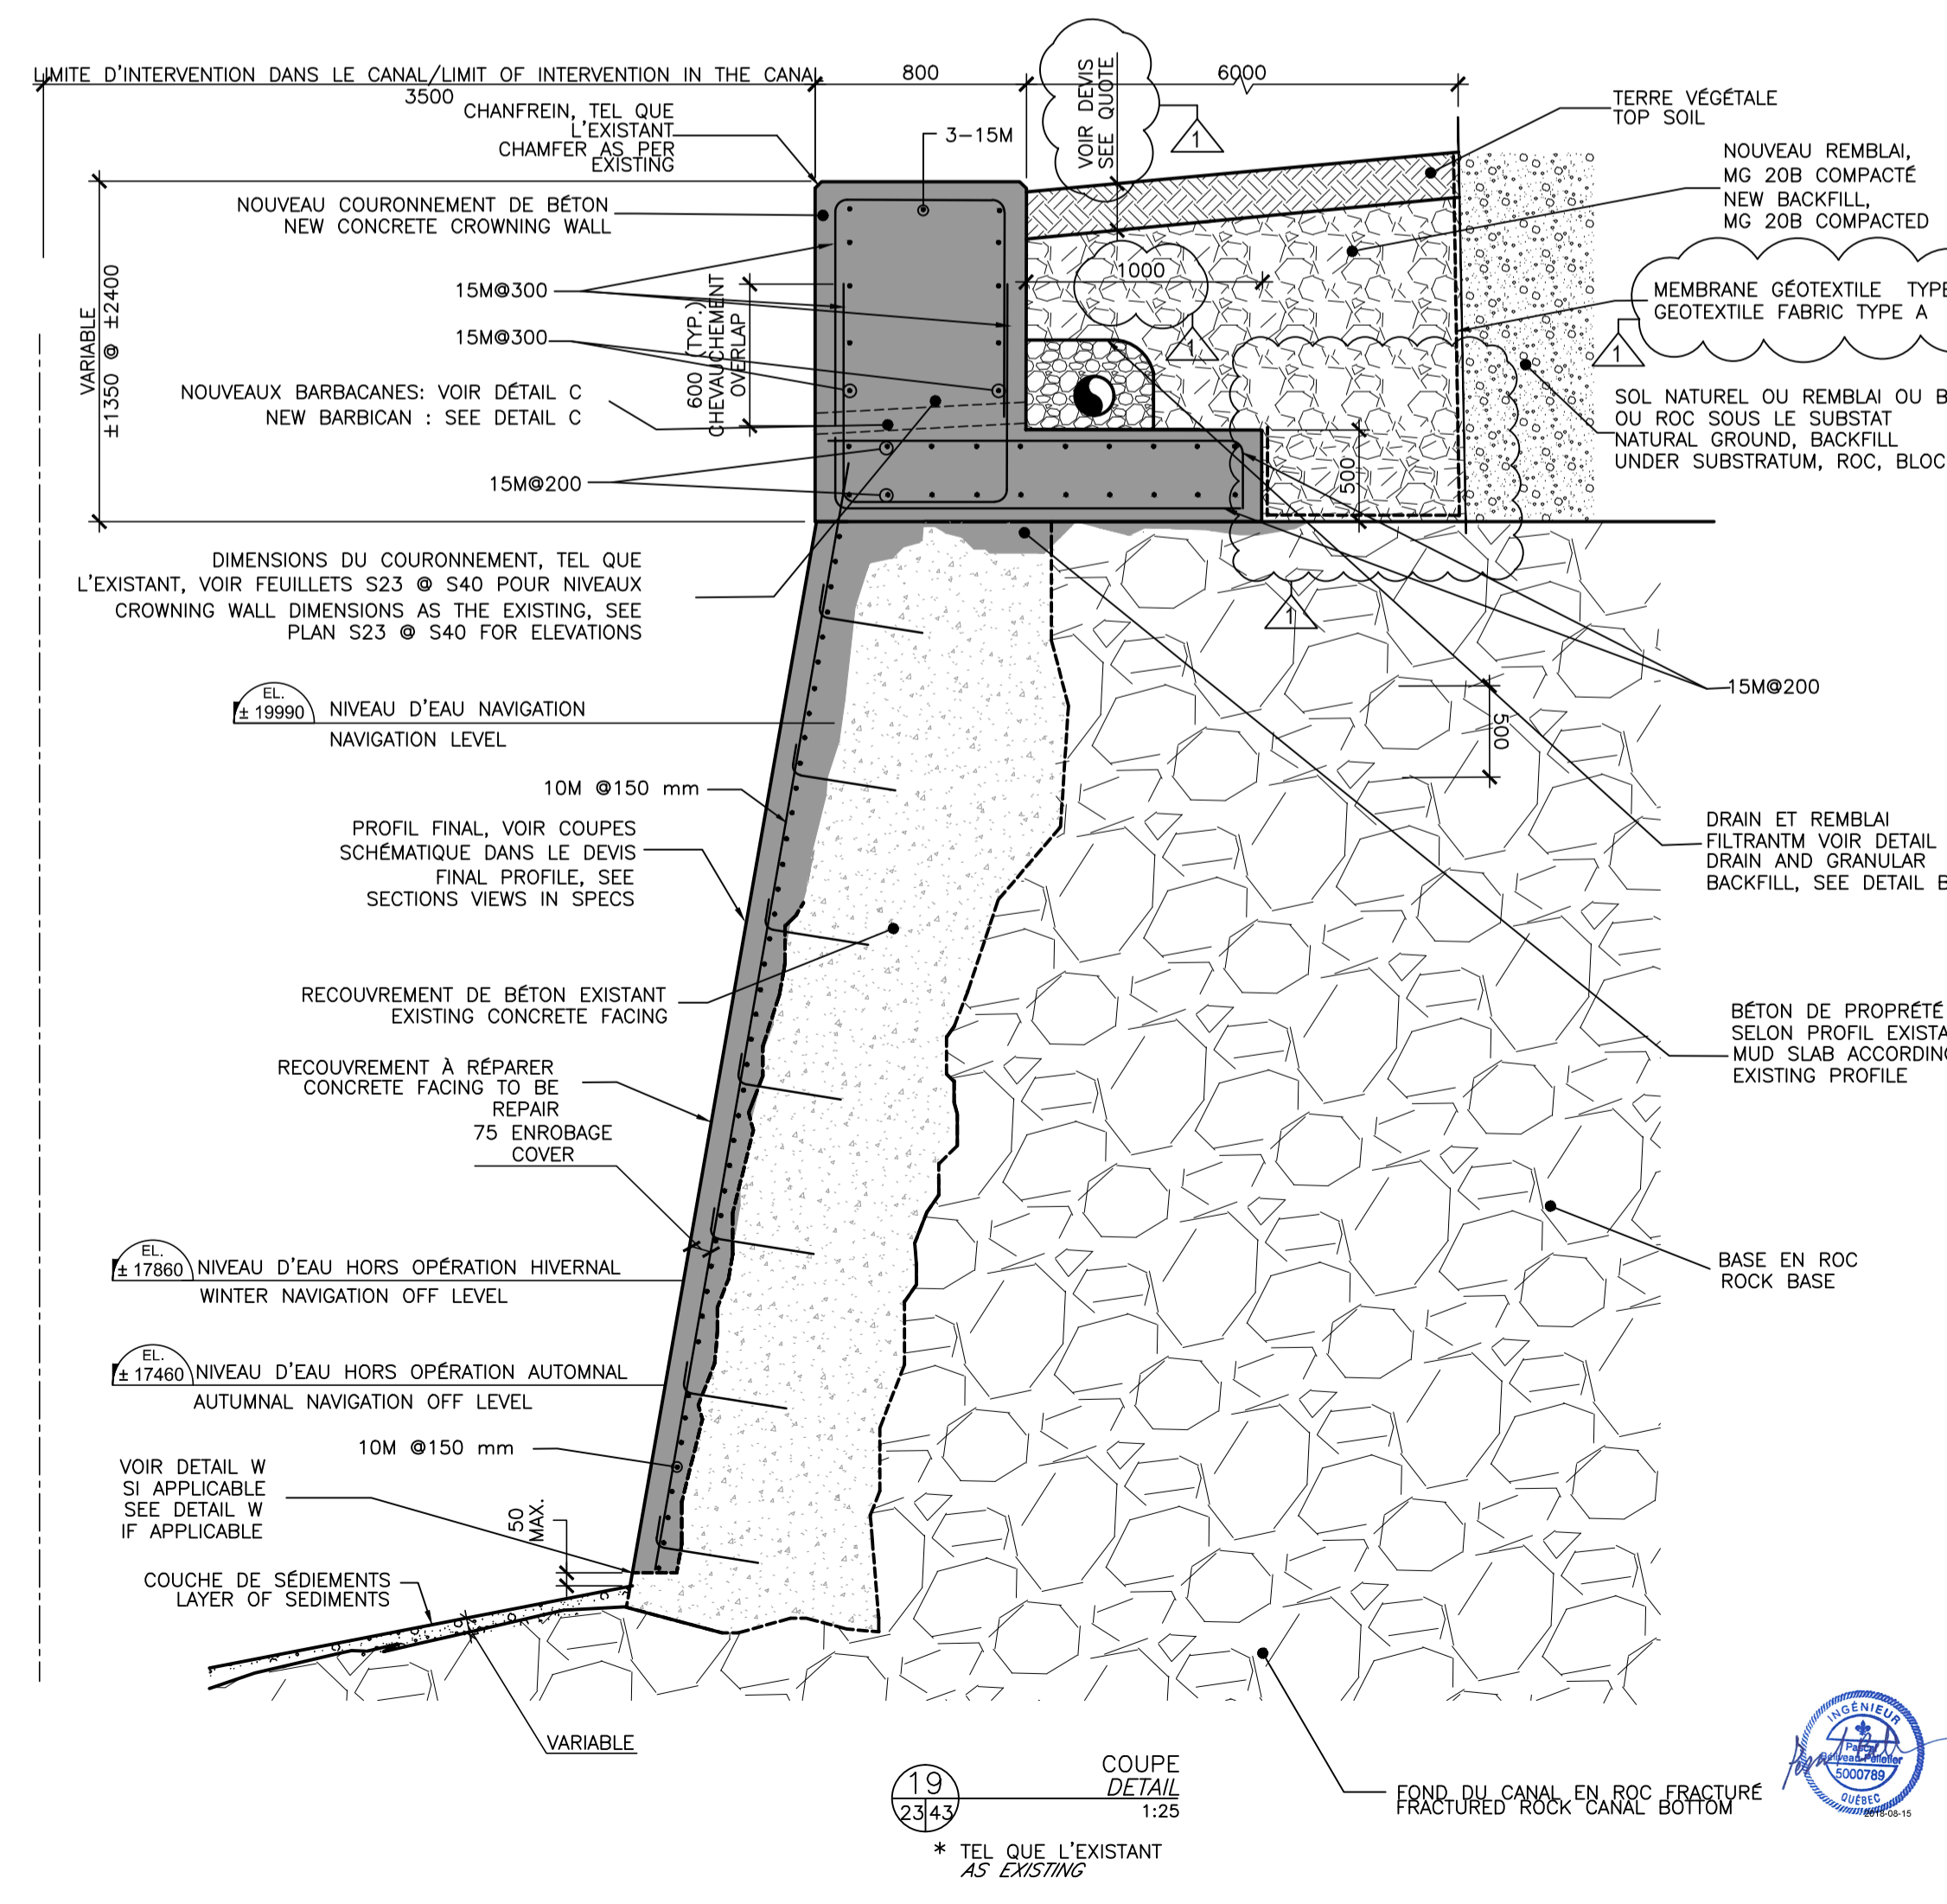 LIMITE D'INTERVENTION DANS LE CANAL/LIMIT OF INTERVENTION IN THE CANAL
3500
800
6000
VOIR DEVIS
SEE QUOTE
1
CHANFREIN, TEL QUE
L'EXISTANT
CHAMFER AS PER
EXISTING
3-15M
TERRE VÉGÉTALE
TOP SOIL
NOUVEAU REMBLAI,
MG 20B COMPACTÉ
NEW BACKFILL,
MG 20B COMPACTED
NOUVEAU COURONNEMENT DE BÉTON
NEW CONCRETE CROWNING WALL
VARIABLE
±1350 @ ±2400
15M@300
15M@300
600 (TYP.)
CHEVAUCHEMENT
OVERLAP
1000
1
MEMBRANE GÉOTEXTILE TYPE
GEOTEXTILE FABRIC TYPE A
1
NOUVEAUX BARBACANES: VOIR DÉTAIL C
NEW BARBICAN : SEE DETAIL C
SOL NATUREL OU REMBLAI OU B
OU ROC SOUS LE SUBSTAT
NATURAL GROUND, BACKFILL
UNDER SUBSTRATUM, ROC, BLOC
15M@200
500
1
DIMENSIONS DU COURONNEMENT, TEL QUE
L'EXISTANT, VOIR FEUILLETS S23 @ S40 POUR NIVEAUX
CROWNING WALL DIMENSIONS AS THE EXISTING, SEE
PLAN S23 @ S40 FOR ELEVATIONS
15M@200
500
EL.
± 19990
NIVEAU D'EAU NAVIGATION
NAVIGATION LEVEL
10M @150 mm
PROFIL FINAL, VOIR COUPES
SCHÉMATIQUE DANS LE DEVIS
FINAL PROFILE, SEE
SECTIONS VIEWS IN SPECS
DRAIN ET REMBLAI
FILTRANTM VOIR DETAIL
DRAIN AND GRANULAR
BACKFILL, SEE DETAIL B
RECOUVREMENT DE BÉTON EXISTANT
EXISTING CONCRETE FACING
BÉTON DE PROPRÉTÉ
SELON PROFIL EXISTA
MUD SLAB ACCORDING
EXISTING PROFILE
RECOUVREMENT À RÉPARER
CONCRETE FACING TO BE
REPAIR
75 ENROBAGE
COVER
BASE EN ROC
ROCK BASE
EL.
± 17860
NIVEAU D'EAU HORS OPÉRATION HIVERNAL
WINTER NAVIGATION OFF LEVEL
EL.
± 17460
NIVEAU D'EAU HORS OPÉRATION AUTOMNAL
AUTUMNAL NAVIGATION OFF LEVEL
10M @150 mm
VOIR DETAIL W
SI APPLICABLE
SEE DETAIL W
IF APPLICABLE
50
MAX.
COUCHE DE SÉDIEMENTS
LAYER OF SEDIMENTS
VARIABLE
19
23 43
COUPE
DETAIL
1:25
* TEL QUE L'EXISTANT
AS EXISTING
FOND DU CANAL EN ROC FRACTURÉ
FRACTURED ROCK CANAL BOTTOM
INGÉNIEUR
Pascal
Béliveau-Pelletier
5000789
QUÉBEC
2018-08-15